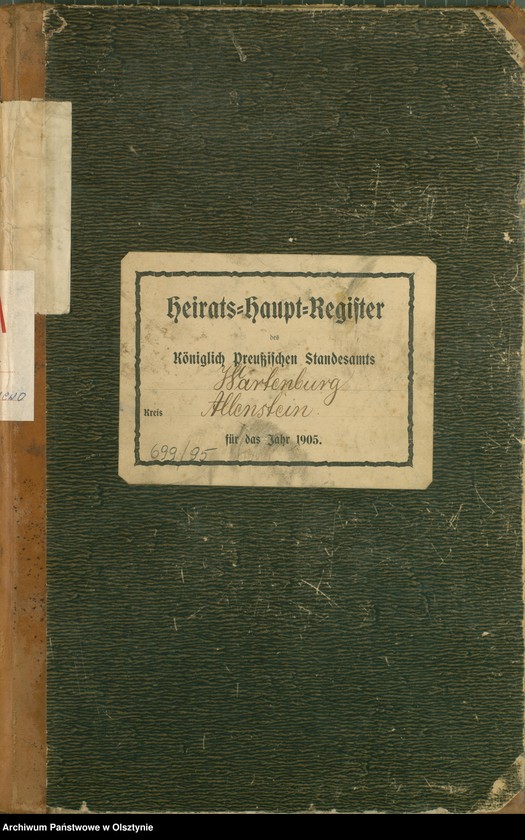 Heirats-Haupt-Register
des
Königlich Preußischen Standesamts
Wartenburg
Kreis Allenstein
für das Jahr 1905.
699/95
Archiwum Państwowe w Olsztynie